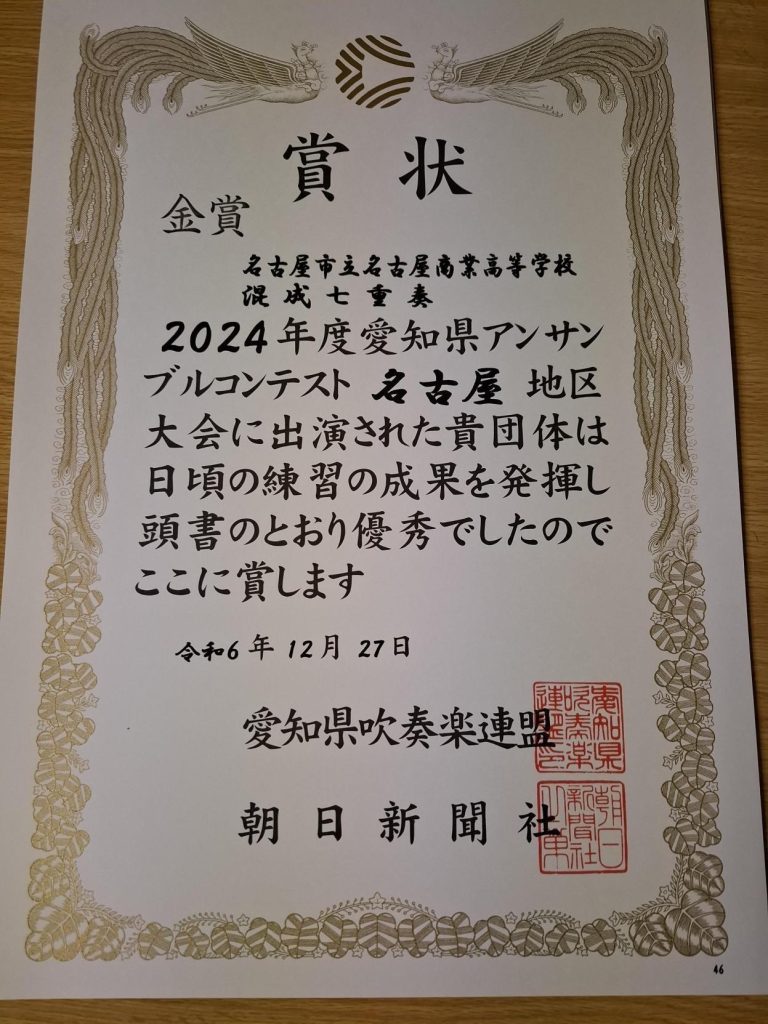 賞状
金賞
名古屋市立名古屋商業高等学校
混成七重奏
2024年度愛知県アンサン
ブルコンテスト 名古屋 地区
大会に出演された貴団体は
日頃の練習の成果を発揮し
頭書のとおり優秀でしたので
ここに賞します
令和6年12月27日
愛知県吹奏楽連盟
朝日新聞社
46